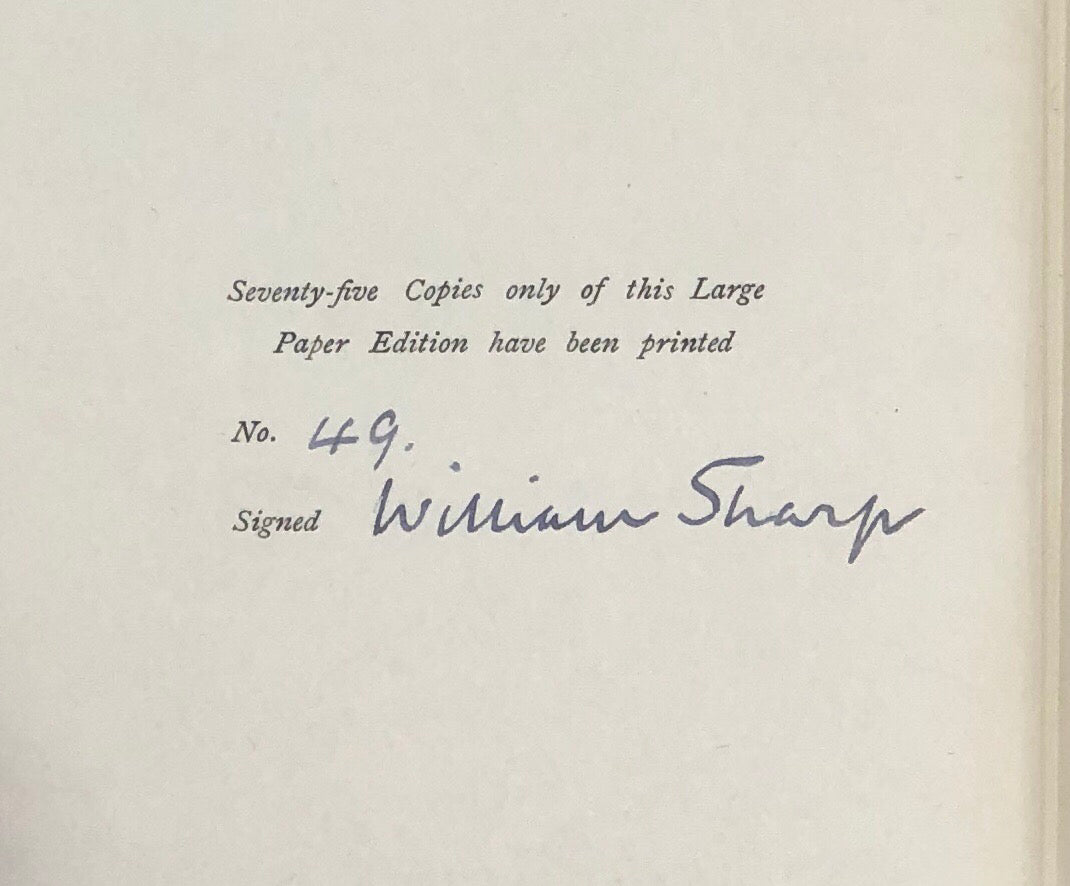 Seventy-five Copies only of this Large
Paper Edition have been printed
No. 49.
Signed William Sharp